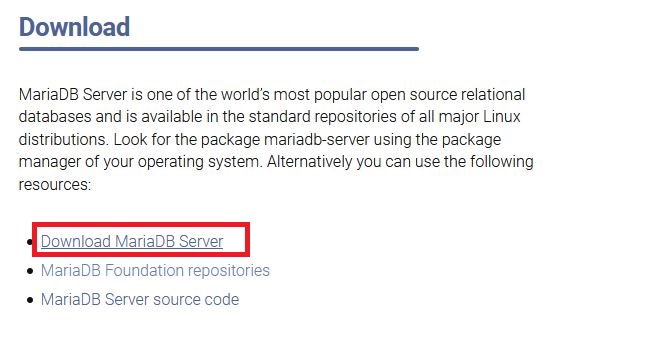 Download
MariaDB Server is one of the world’s most popular open source relational
databases and is available in the standard repositories of all major Linux
distributions. Look for the package mariadb-server using the package
manager of your operating system. Alternatively you can use the following
resources:
Download MariaDB Server
MariaDB Foundation repositories
MariaDB Server source code